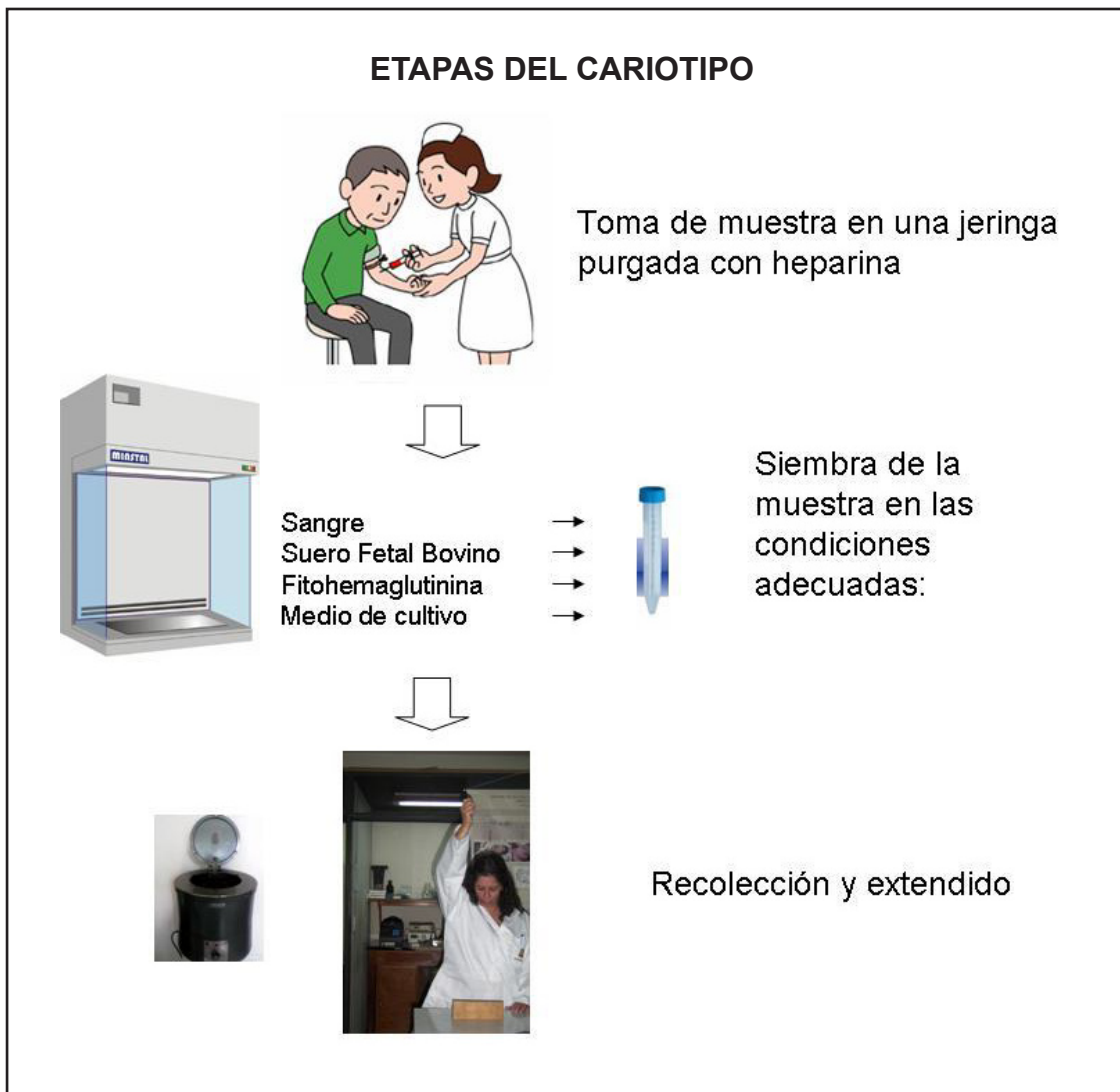 ETAPAS DEL CARIOTIPO
Toma de muestra en una jeringa
purgada con heparina
MINSTAL
Siembra de la
muestra en las
condiciones
adecuadas:
Sangre
Suero Fetal Bovino
Fitohemaglutinina
Medio de cultivo
Recolección y extendido